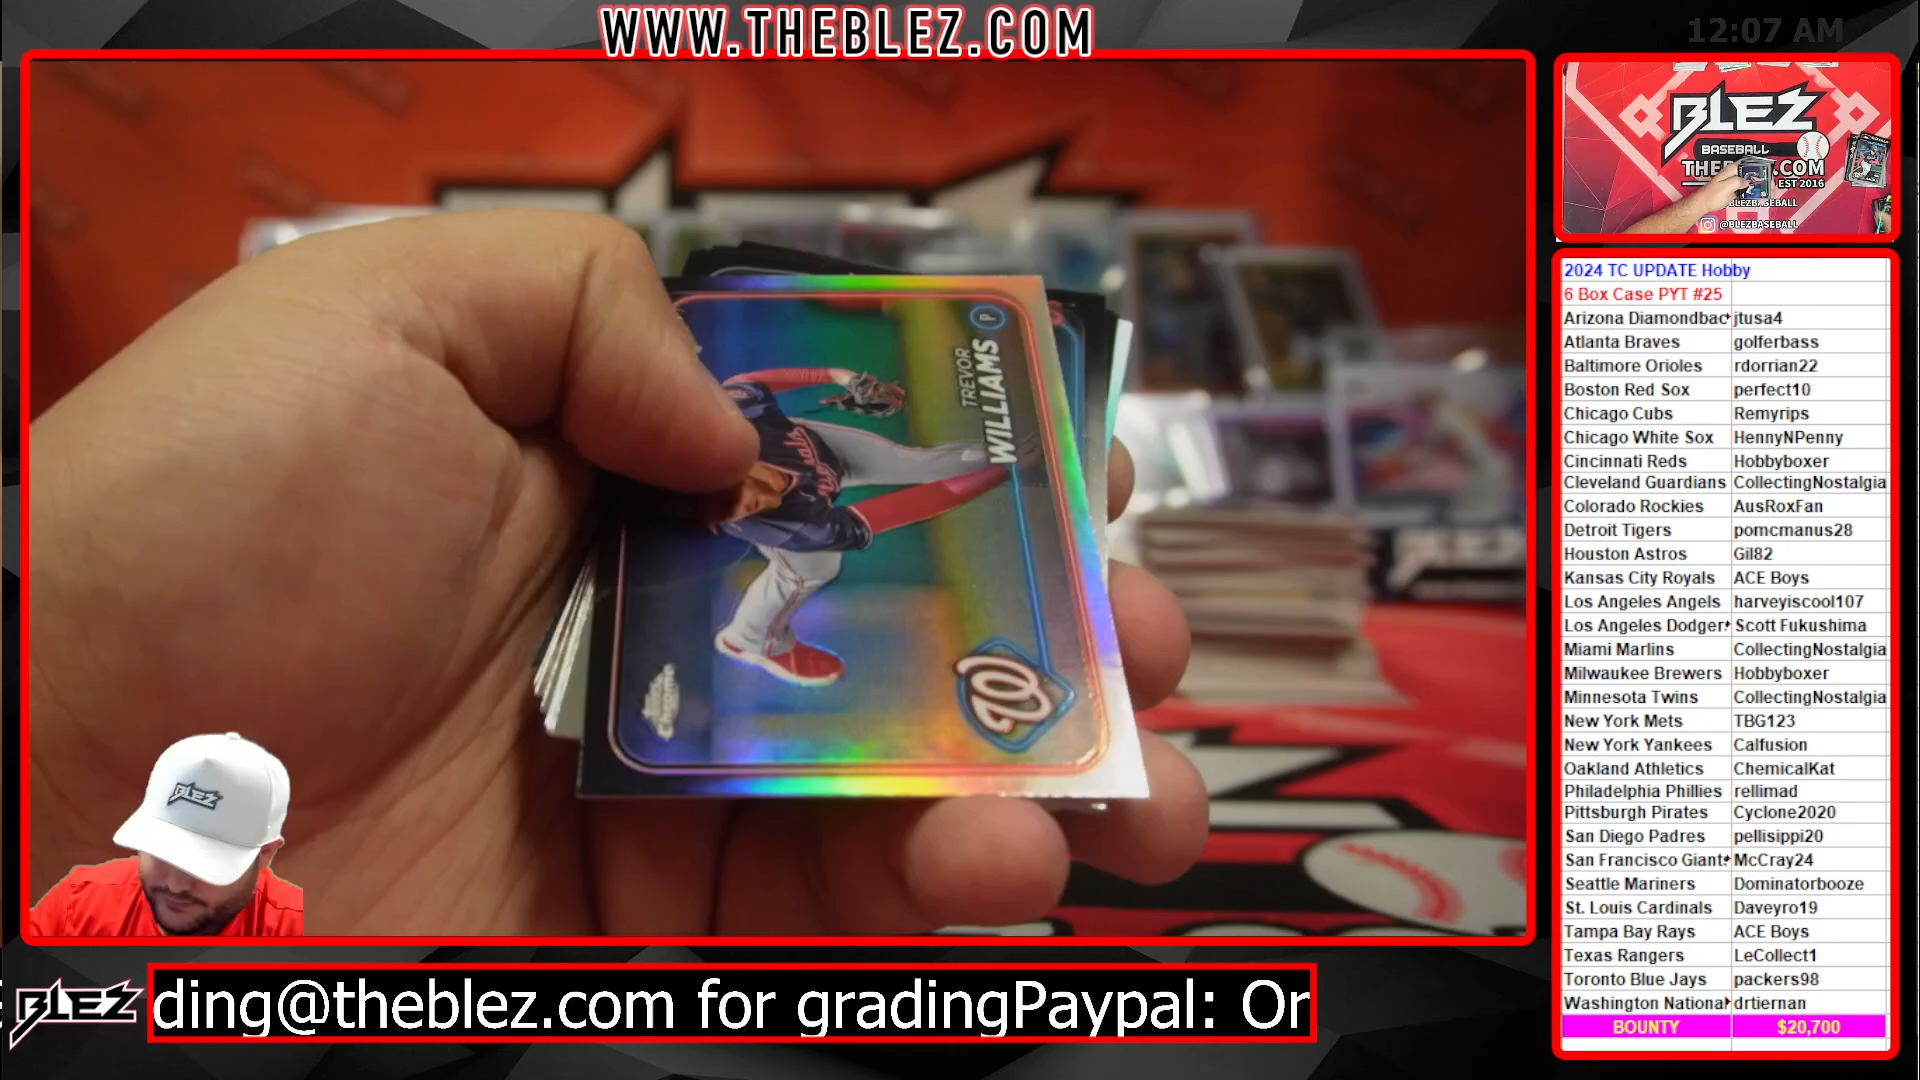 WWW.THEBLEZ.COM
12:07 AM
BLEZ
BASEBALL
.COM
EST 2016
BLEZBASEBALL
@BLEZBASEBALL
TREVOR
WILLIAMS
P
W
Topps
Chrome
BLEZ
2024 TC UPDATE Hobby
6 Box Case PYT #25
Arizona Diamondbac jtusa4
Atlanta Braves golferbass
Baltimore Orioles rdorrian22
Boston Red Sox perfect10
Chicago Cubs Remyrips
Chicago White Sox HennyNPenny
Cincinnati Reds Hobbyboxer
Cleveland Guardians CollectingNostalgia
Colorado Rockies AusRoxFan
Detroit Tigers pomcmanus28
Houston Astros Gil82
Kansas City Royals ACE Boys
Los Angeles Angels harveyiscool107
Los Angeles Dodger Scott Fukushima
Miami Marlins CollectingNostalgia
Milwaukee Brewers Hobbyboxer
Minnesota Twins CollectingNostalgia
New York Mets TBG123
New York Yankees Calfusion
Oakland Athletics ChemicalKat
Philadelphia Phillies rellimad
Pittsburgh Pirates Cyclone2020
San Diego Padres pellisippi20
San Francisco Giant McCray24
Seattle Mariners Dominatorbooze
St. Louis Cardinals Daveyro19
Tampa Bay Rays ACE Boys
Texas Rangers LeCollect1
Toronto Blue Jays packers98
Washington Nationa drtiernan
BOUNTY $20,700
BLEZ
ding@theblez.com for gradingPaypal: Or